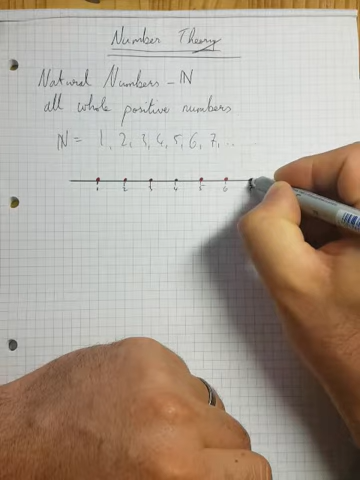 Number Theory
Natural Numbers - ℕ
all whole positive numbers
ℕ = 1, 2, 3, 4, 5, 6, 7, ...
1 2 3 4 5 6